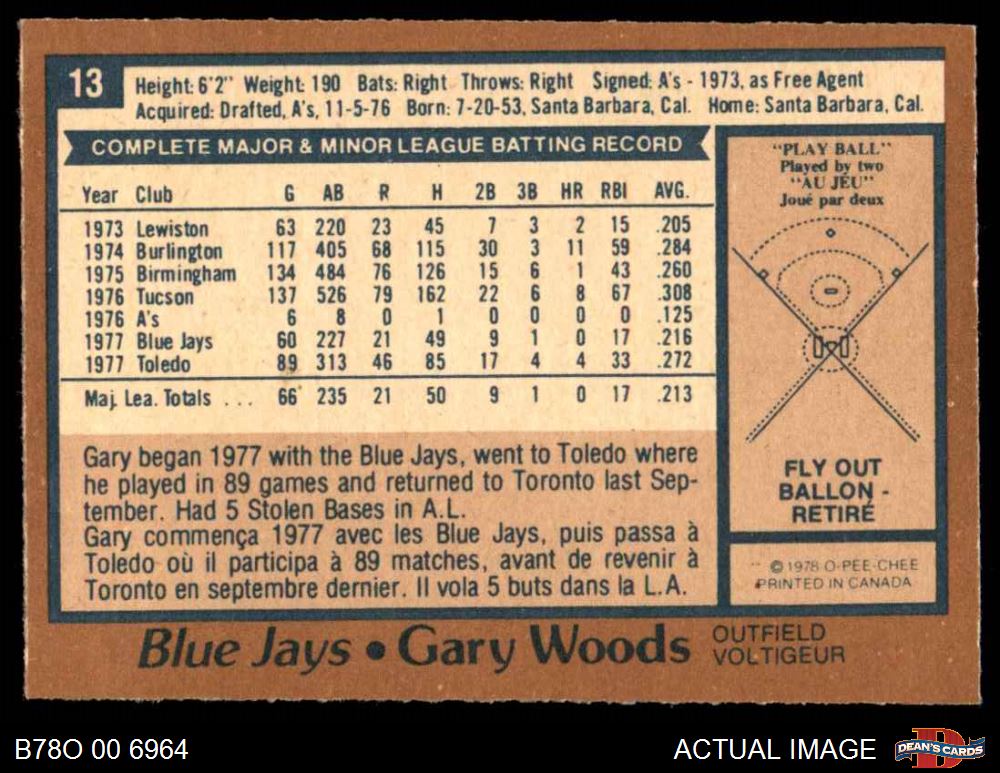 13
Height: 6'2" Weight: 190 Bats: Right Throws: Right Signed: A's - 1973, as Free Agent
Acquired: Drafted, A's, 11-5-76 Born: 7-20-53, Santa Barbara, Cal. Home: Santa Barbara, Cal.
COMPLETE MAJOR & MINOR LEAGUE BATTING RECORD
Year Club G AB R H 2B 3B HR RBI AVG.
1973 Lewiston 63 220 23 45 7 3 2 15 .205
1974 Burlington 117 405 68 115 30 3 11 59 .284
1975 Birmingham 134 484 76 126 15 6 1 43 .260
1976 Tucson 137 526 79 162 22 6 8 67 .308
1976 A's 6 8 0 1 0 0 0 0 .125
1977 Blue Jays 60 227 21 49 9 1 0 17 .216
1977 Toledo 89 313 46 85 17 4 4 33 .272
Maj. Lea. Totals ... 66 235 21 50 9 1 0 17 .213
Gary began 1977 with the Blue Jays, went to Toledo where
he played in 89 games and returned to Toronto last Sep-
tember. Had 5 Stolen Bases in A.L.
Gary commença 1977 avec les Blue Jays, puis passa à
Toledo où il participa à 89 matches, avant de revenir à
Toronto en septembre dernier. Il vola 5 buts dans la L.A.
"PLAY BALL"
Played by two
"AU JÉU"
Joué par deux
FLY OUT
BALLON -
RETIRÉ
© 1978 O-PEE-CHEE
PRINTED IN CANADA
Blue Jays • Gary Woods
OUTFIELD
VOLTIGEUR
B78O 00 6964
ACTUAL IMAGE
D
DEAN'S CARDS